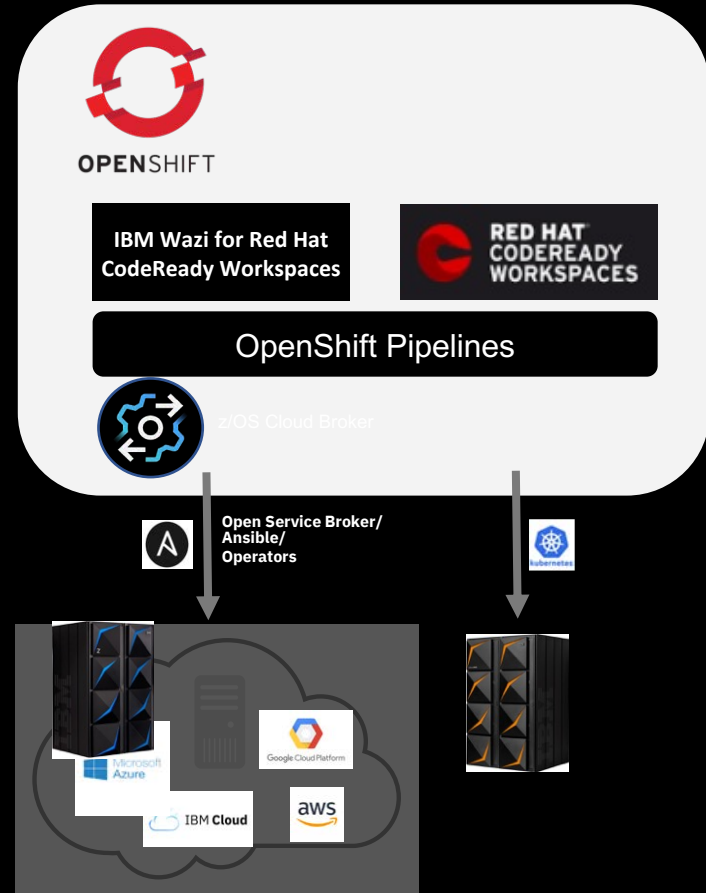 OPENSHIFT
IBM Wazi for Red Hat
CodeReady Workspaces
RED HAT
CODEREADY
WORKSPACES
OpenShift Pipelines
z/OS Cloud Broker
Open Service Broker/
Ansible/
Operators
kubernetes
Microsoft
Azure
Google Cloud Platform
IBM Cloud
aws
IBM
Z